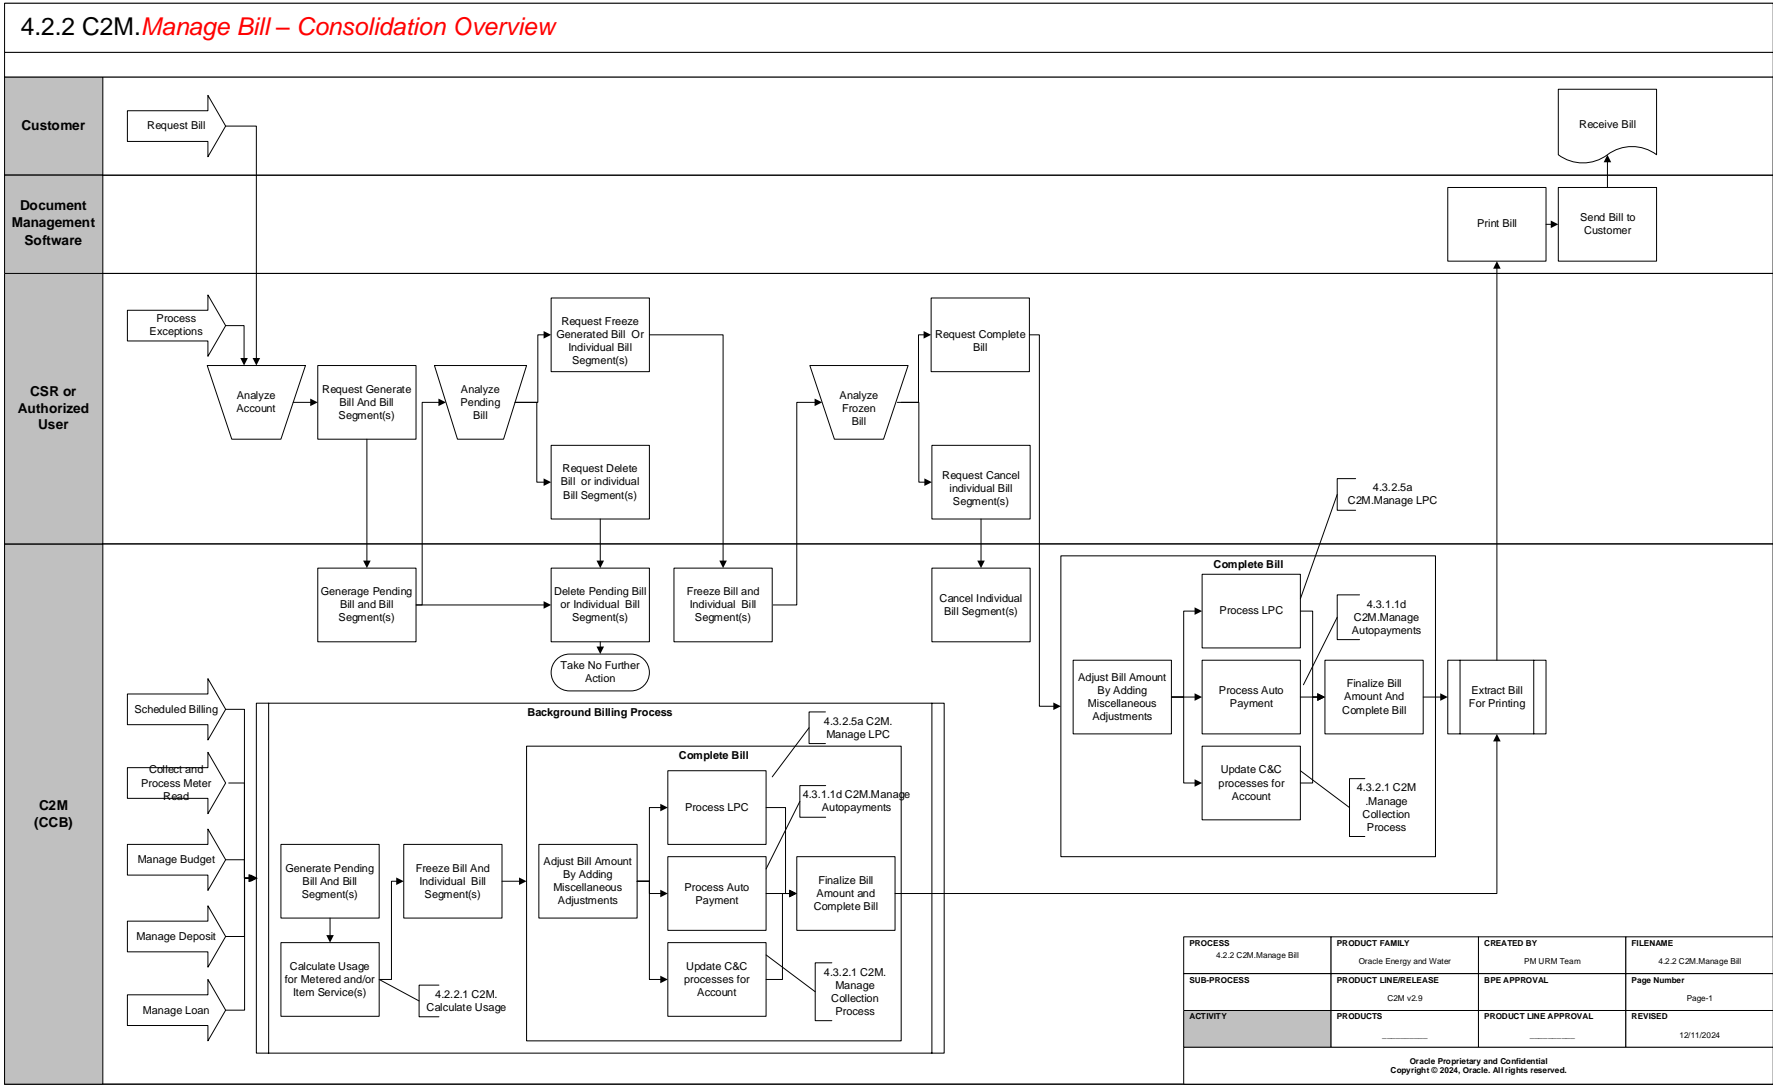 4.2.2 C2M.Manage Bill – Consolidation Overview
Customer
Request Bill
Receive Bill
Document
Management
Software
Print Bill
Send Bill to
Customer
CSR or
Authorized
User
Process
Exceptions
Analyze
Account
Request Generate
Bill And Bill
Segment(s)
Analyze
Pending
Bill
Request Freeze
Generated Bill Or
Individual Bill
Segment(s)
Request Delete
Bill or individual
Bill Segment(s)
Analyze
Frozen
Bill
Request Complete
Bill
Request Cancel
individual Bill
Segment(s)
4.3.2.5a
C2M.Manage LPC
C2M
(CCB)
Generage Pending
Bill and Bill
Segment(s)
Delete Pending Bill
or Individual Bill
Segment(s)
Take No Further
Action
Freeze Bill and
Individual Bill
Segment(s)
Cancel Individual
Bill Segment(s)
Complete Bill
Process LPC
4.3.1.1d
C2M.Manage
Autopayments
Adjust Bill Amount
By Adding
Miscellaneous
Adjustments
Process Auto
Payment
Finalize Bill
Amount And
Complete Bill
Extract Bill
For Printing
Update C&C
processes for
Account
4.3.2.1 C2M
.Manage
Collection
Process
Scheduled Billing
Collect and
Process Meter
Read
Manage Budget
Manage Deposit
Manage Loan
Background Billing Process
4.3.2.5a C2M.
Manage LPC
Complete Bill
Process LPC
4.3.1.1d C2M.Manage
Autopayments
Generate Pending
Bill And Bill
Segment(s)
Freeze Bill And
Individual Bill
Segment(s)
Adjust Bill Amount
By Adding
Miscellaneous
Adjustments
Process Auto
Payment
Finalize Bill
Amount and
Complete Bill
Calculate Usage
for Metered and/or
Item Service(s)
4.2.2.1 C2M.
Calculate Usage
Update C&C
processes for
Account
4.3.2.1 C2M.
Manage
Collection
Process
PROCESS
4.2.2 C2M.Manage Bill
PRODUCT FAMILY
Oracle Energy and Water
CREATED BY
PM URM Team
FILENAME
4.2.2 C2M.Manage Bill
SUB-PROCESS
PRODUCT LINE/RELEASE
C2M v2.9
BPE APPROVAL
Page Number
Page-1
ACTIVITY
PRODUCTS
____________
PRODUCT LINE APPROVAL
____________
REVISED
12/11/2024
Oracle Proprietary and Confidential
Copyright © 2024, Oracle. All rights reserved.